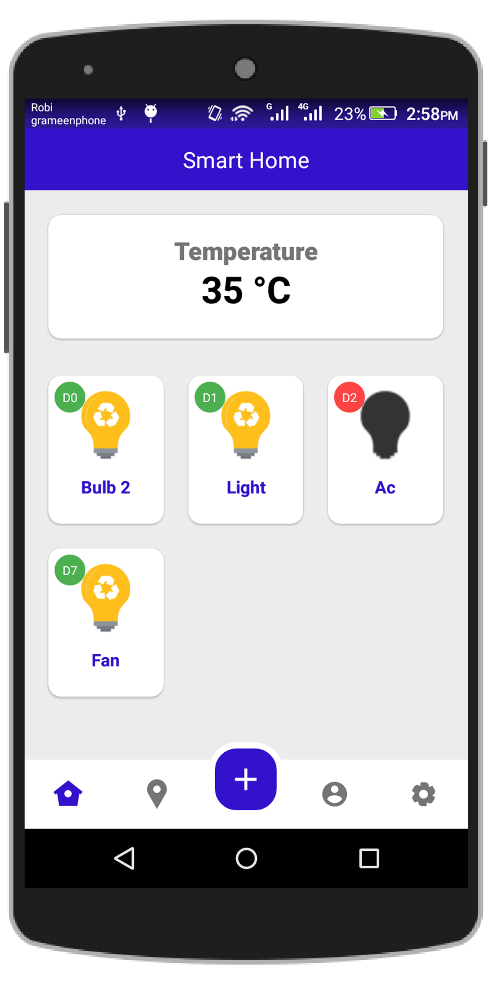 Robi
grameenphone
G 4G 23% 2:58PM
Smart Home
Temperature
35 °C
D0 D1 D2
Bulb 2 Light Ac
D7
Fan